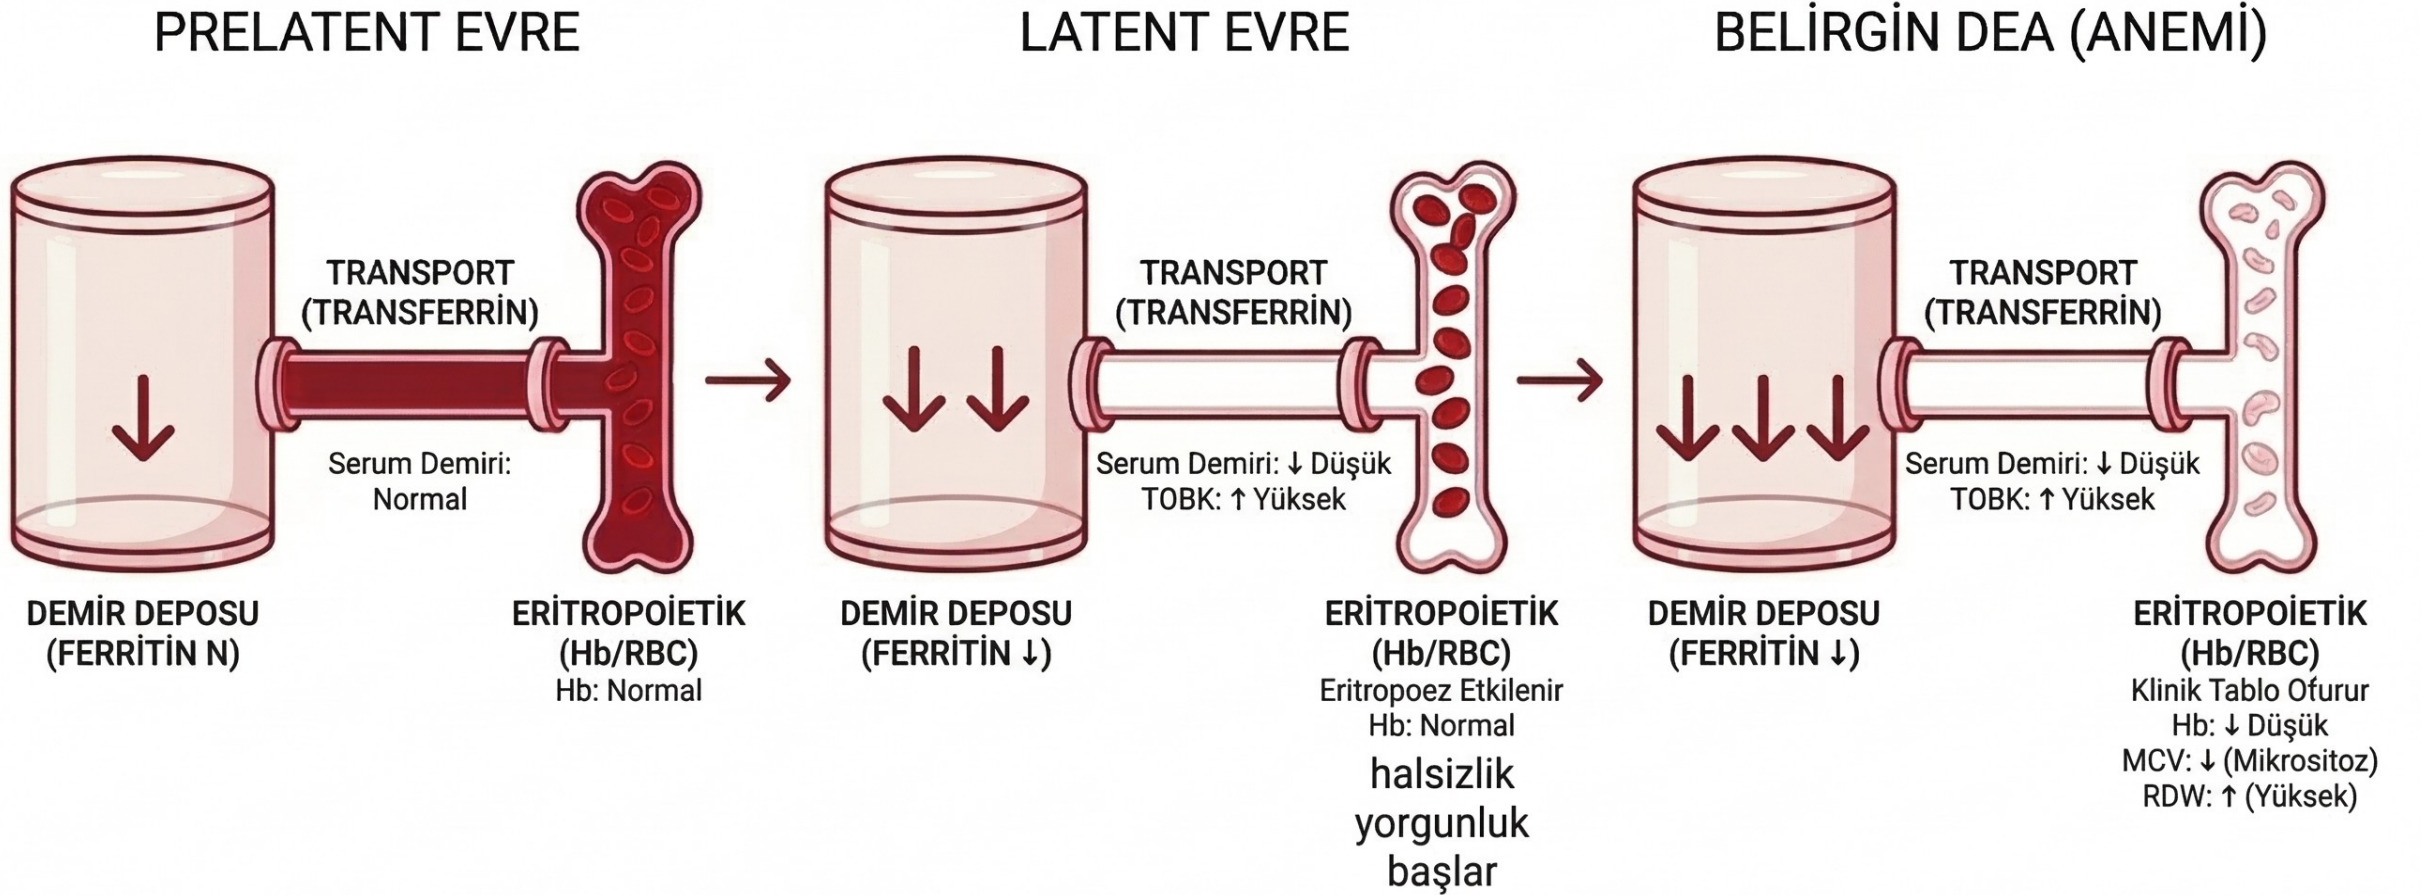 PRELATENT EVRE
TRANSPORT
(TRANSFERRİN)
Serum Demiri:
Normal
DEMİR DEPOSU
(FERRİTİN N)
ERİTROPOİETİK
(Hb/RBC)
Hb: Normal
LATENT EVRE
TRANSPORT
(TRANSFERRİN)
Serum Demiri: ↓ Düşük
TOBK: ↑ Yüksek
DEMİR DEPOSU
(FERRİTİN ↓)
ERİTROPOİETİK
(Hb/RBC)
Eritropoez Etkilenir
Hb: Normal
halsizlik
yorgunluk
başlar
BELİRGİN DEA (ANEMİ)
TRANSPORT
(TRANSFERRİN)
Serum Demiri: ↓ Düşük
TOBK: ↑ Yüksek
DEMİR DEPOSU
(FERRİTİN ↓)
ERİTROPOİETİK
(Hb/RBC)
Klinik Tablo Ofurur
Hb: ↓ Düşük
MCV: ↓ (Mikrositoz)
RDW: ↑ (Yüksek)